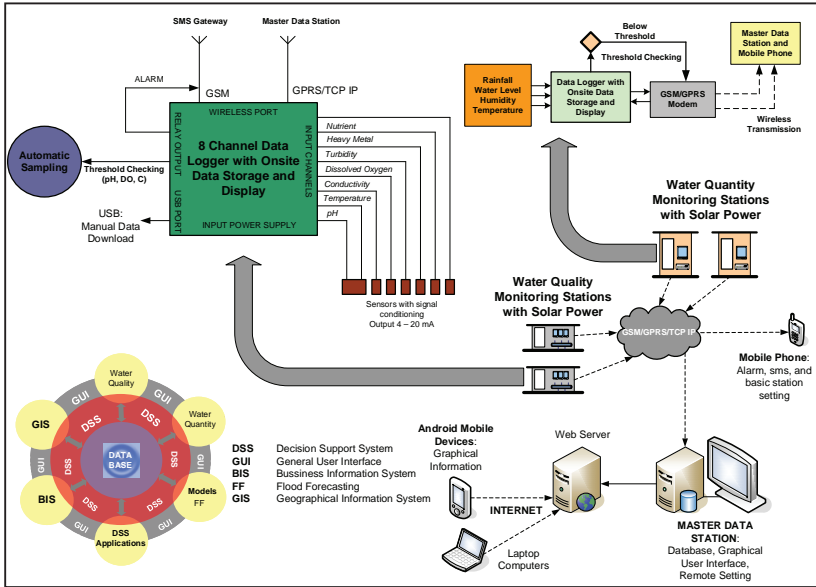 SMS Gateway
Master Data Station
ALARM
GSM
GPRS/TCP IP
WIRELESS PORT
RELAY OUTPUT
8 Channel Data
Logger with Onsite
Data Storage and
Display
INPUT CHANNELS
USB PORT
INPUT POWER SUPPLY
Automatic
Sampling
Threshold Checking
(pH, DO, C)
USB:
Manual Data
Download
Nutrient
Heavy Metal
Turbidity
Dissolved Oxygen
Conductivity
Temperature
pH
Sensors with signal
conditioning
Output 4 – 20 mA
Below
Threshold
Threshold Checking
Master Data
Station and
Mobile Phone
Rainfall
Water Level
Humidity
Temperature
Data Logger with
Onsite Data
Storage and
Display
GSM/GPRS
Modem
Wireless
Transmission
Water Quantity
Monitoring Stations
with Solar Power
Water Quality
Monitoring Stations
with Solar Power
GSM/GPRS/TCP IP
Mobile Phone:
Alarm, sms, and
basic station
setting
Water
Quality
GUI
GUI
GIS
DSS
DSS
Water
Quantity
GUI
DSS
DATA
BASE
DSS
GUI
BIS
DSS
DSS
Models
FF
GUI
GUI
DSS
Applications
DSS Decision Support System
GUI General User Interface
BIS Bussiness Information System
FF Flood Forecasting
GIS Geographical Information System
Android Mobile
Devices:
Graphical
Information
Web Server
INTERNET
Laptop
Computers
MASTER DATA
STATION:
Database, Graphical
User Interface,
Remote Setting